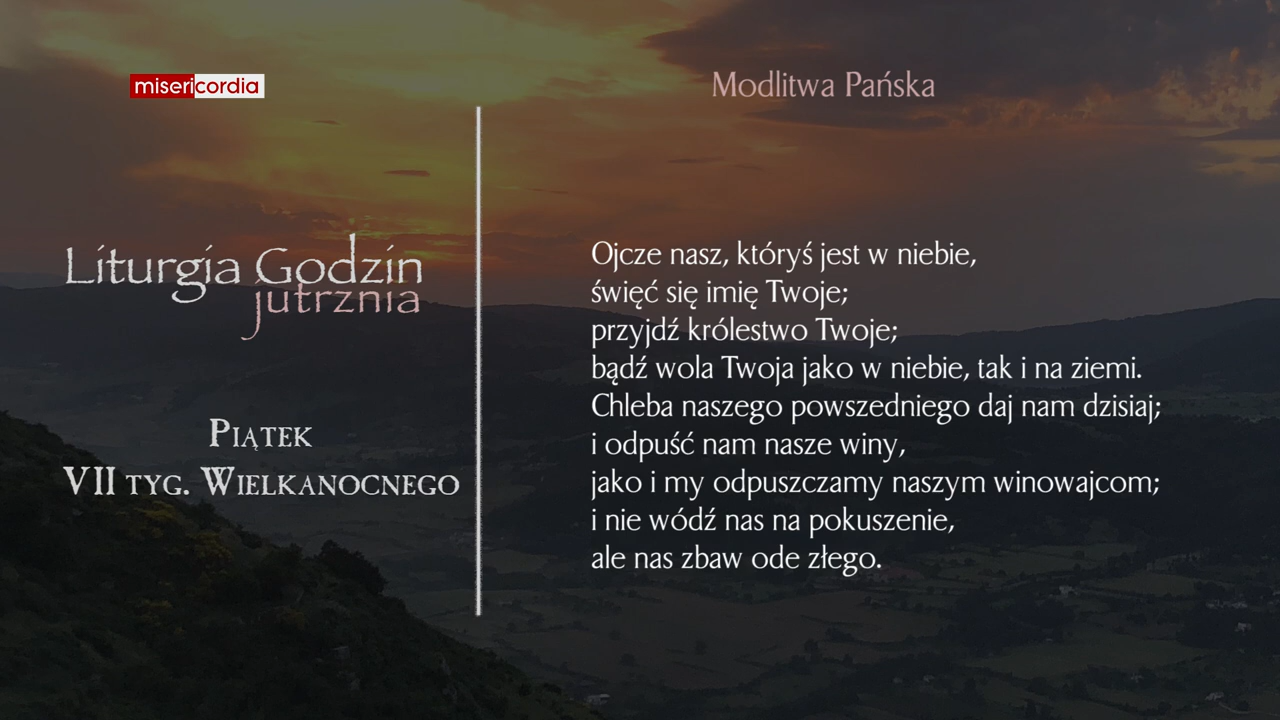 misericordia
Liturgia Godzin
jutrznia
Piątek
VII tyg. Wielkanocnego
Modlitwa Pańska
Ojcze nasz, któryś jest w niebie,
święć się imię Twoje;
przyjdź królestwo Twoje;
bądź wola Twoja jako w niebie, tak i na ziemi.
Chleba naszego powszedniego daj nam dzisiaj;
i odpuść nam nasze winy,
jako i my odpuszczamy naszym winowajcom;
i nie wódź nas na pokuszenie,
ale nas zbaw ode złego.